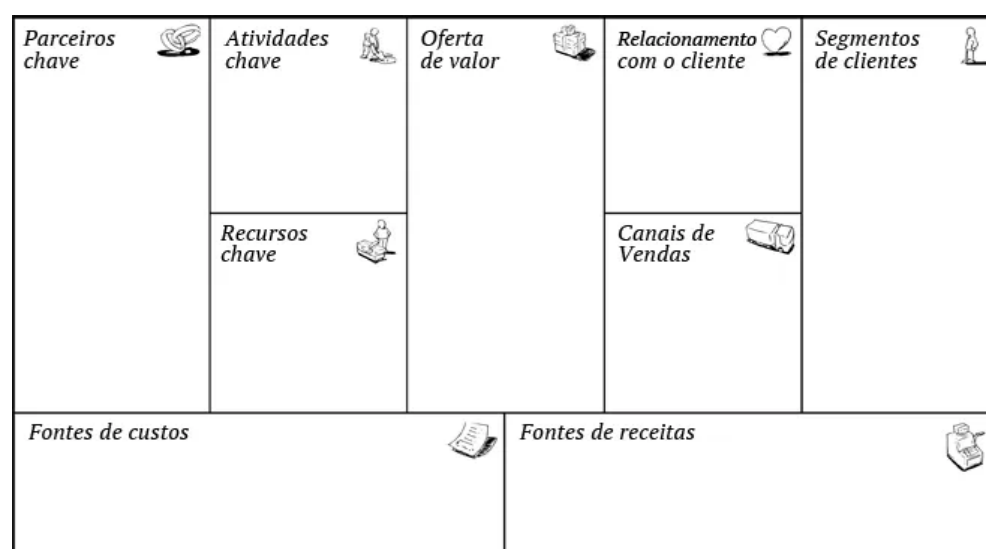 Parceiros
chave
Atividades
chave
Oferta
de valor
Relacionamento
com o cliente
Segmentos
de clientes
Recursos
chave
Canais de
Vendas
Fontes de custos
Fontes de receitas